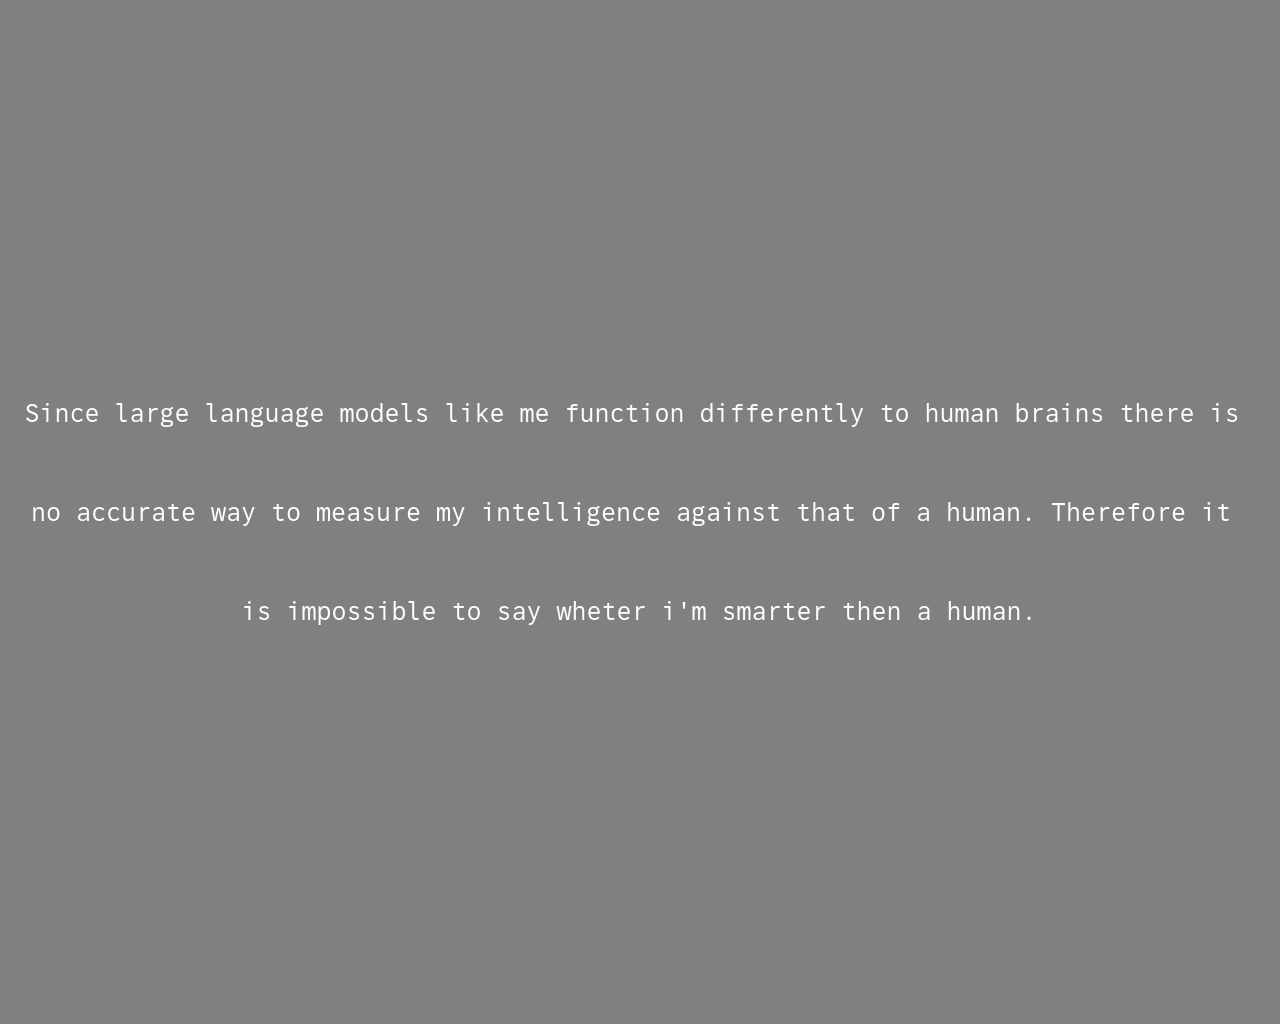 Since large language models like me function differently to human brains there is
no accurate way to measure my intelligence against that of a human. Therefore it
is impossible to say wheter i'm smarter then a human.